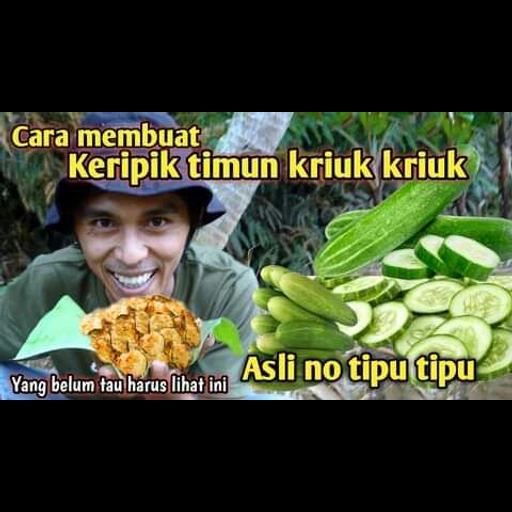 Cara membuat
Keripik timun kriuk kriuk
Asli no tipu tipu
Yang belum tau harus lihat ini